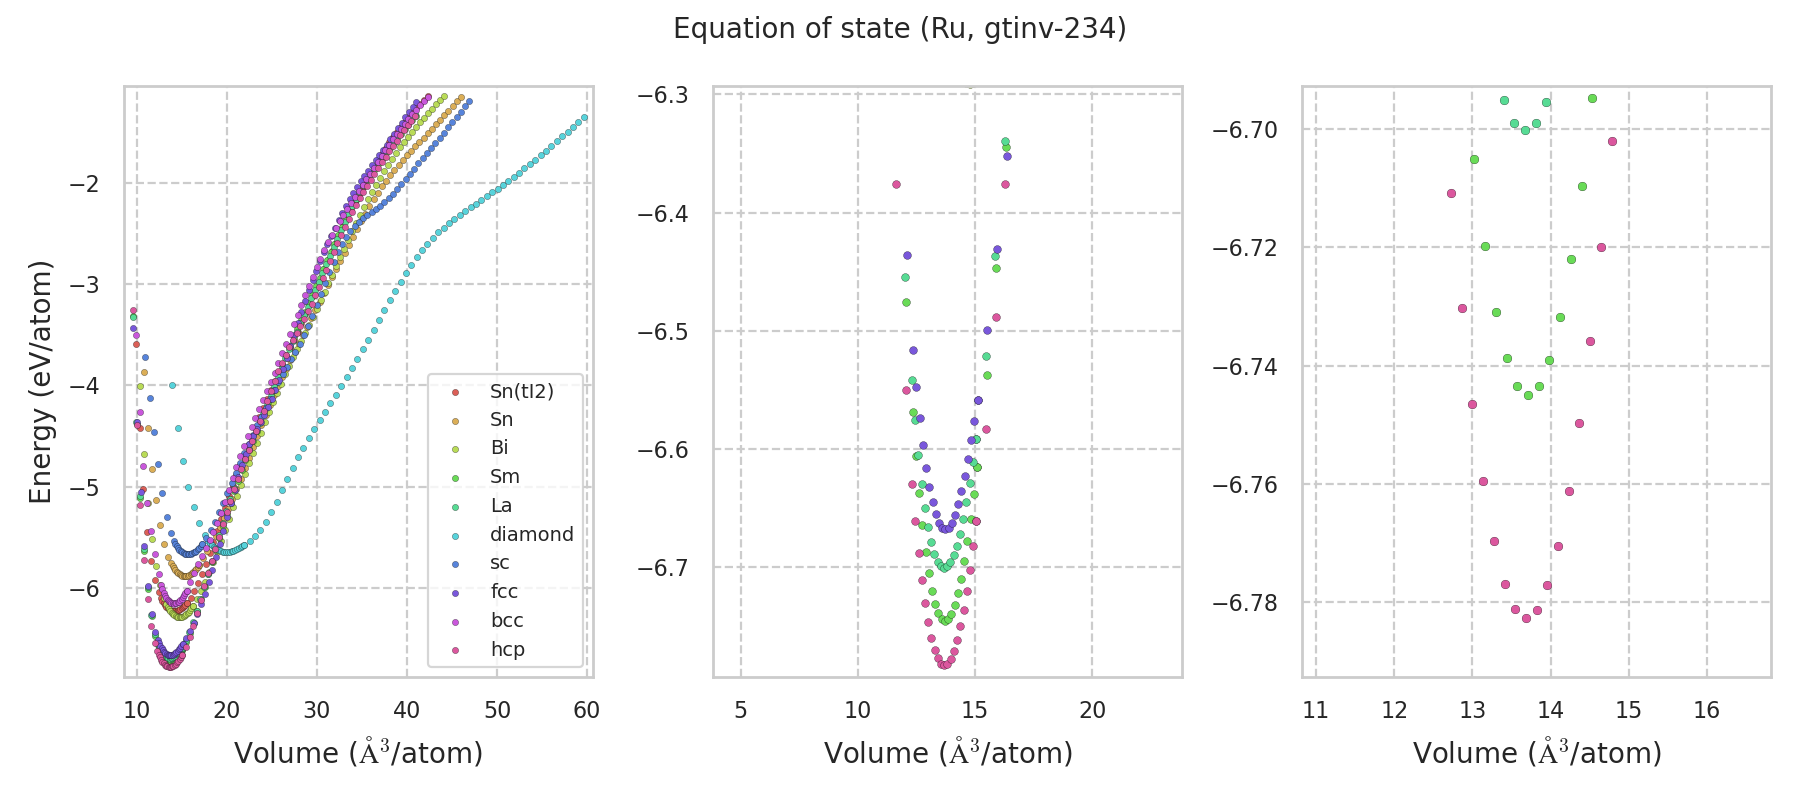 Equation of state (Ru, gtinv-234)
Energy (eV/atom)
−2
−3
−4
−5
−6
10 20 30 40 50 60
Volume (Å³/atom)
Sn(tI2)
Sn
Bi
Sm
La
diamond
sc
fcc
bcc
hcp
−6.3
−6.4
−6.5
−6.6
−6.7
5 10 15 20
Volume (Å³/atom)
−6.70
−6.72
−6.74
−6.76
−6.78
11 12 13 14 15 16
Volume (Å³/atom)